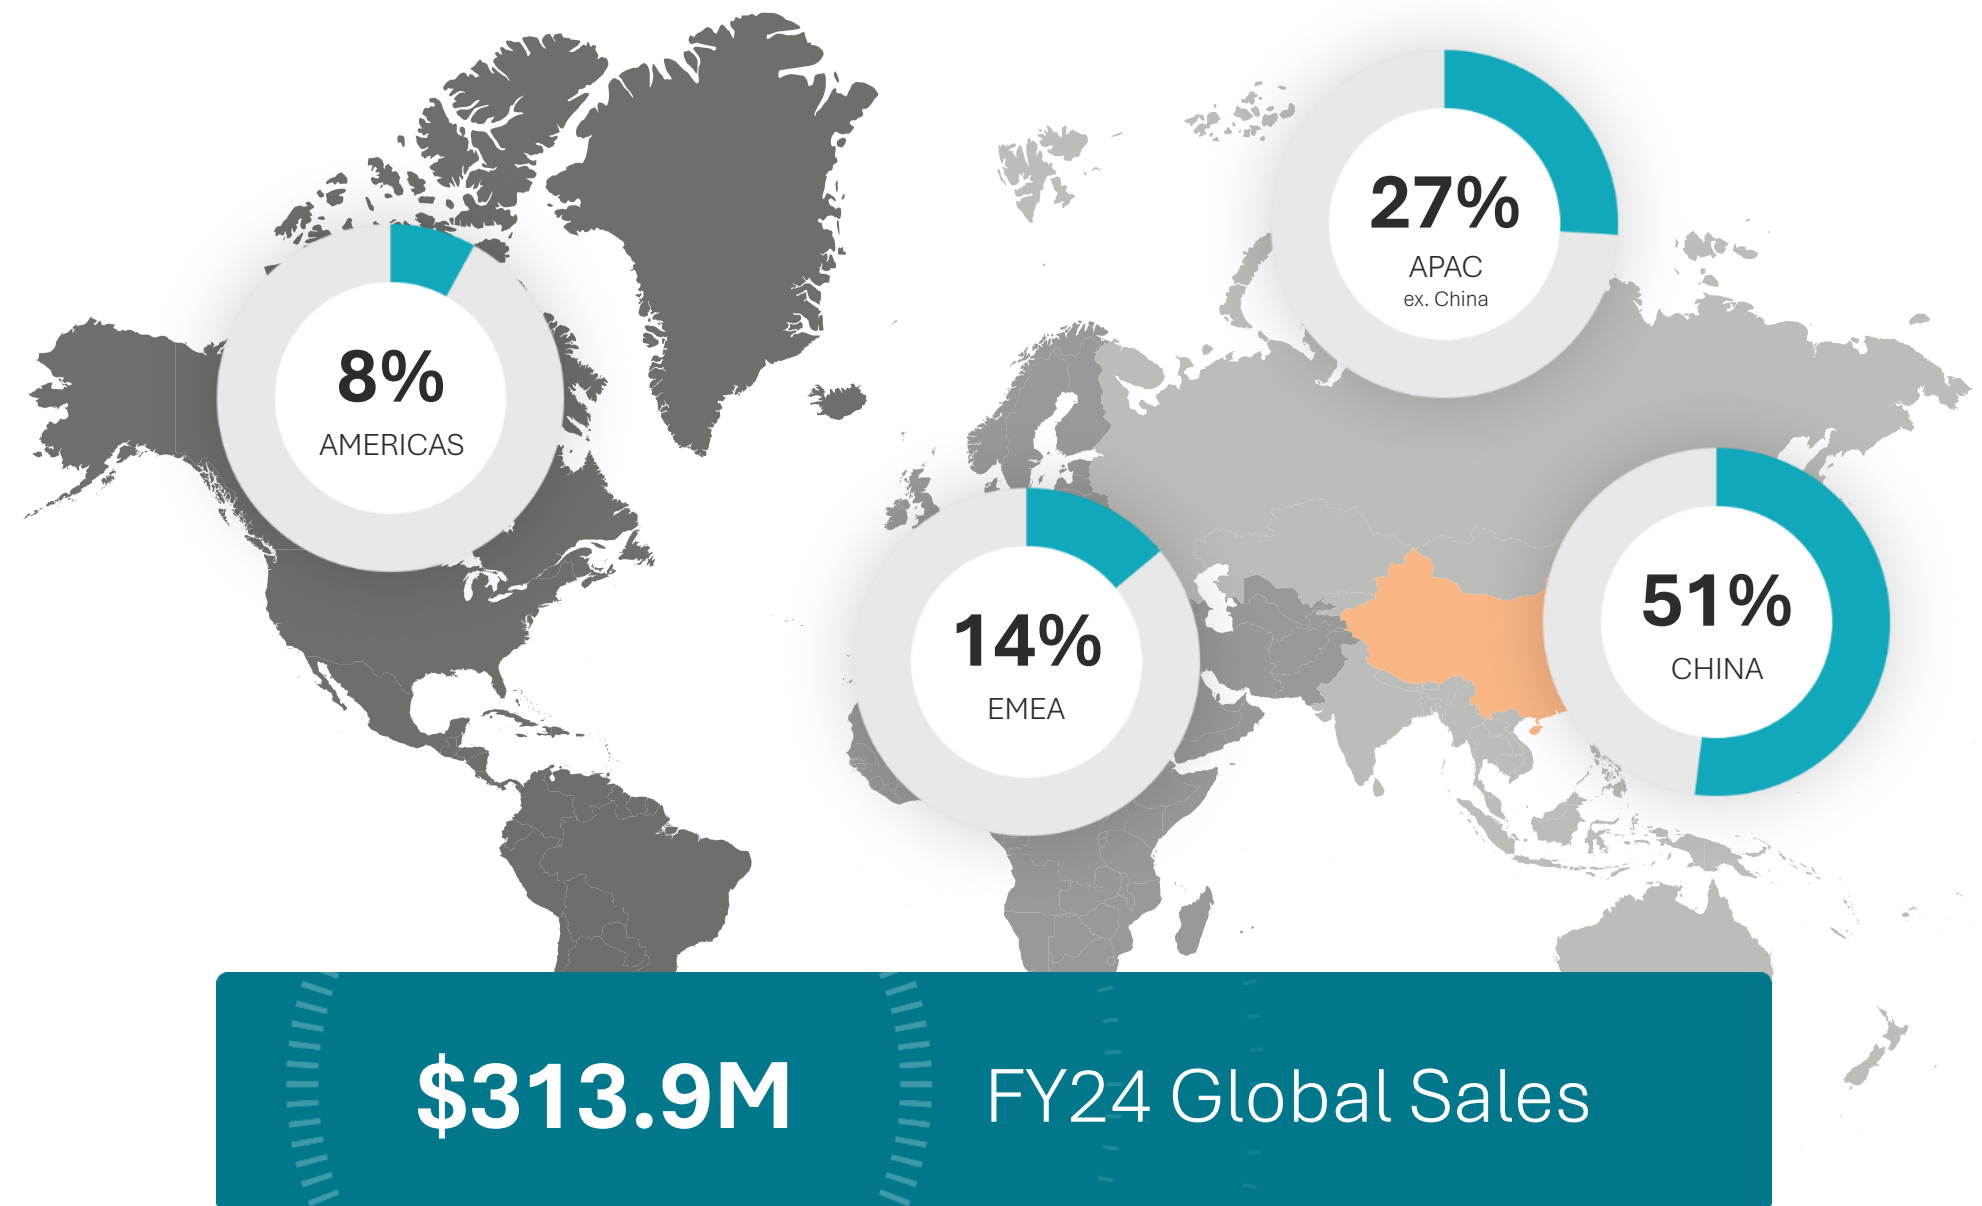 27%
APAC
ex. China
8%
AMERICAS
51%
CHINA
14%
EMEA
$313.9M
FY24 Global Sales